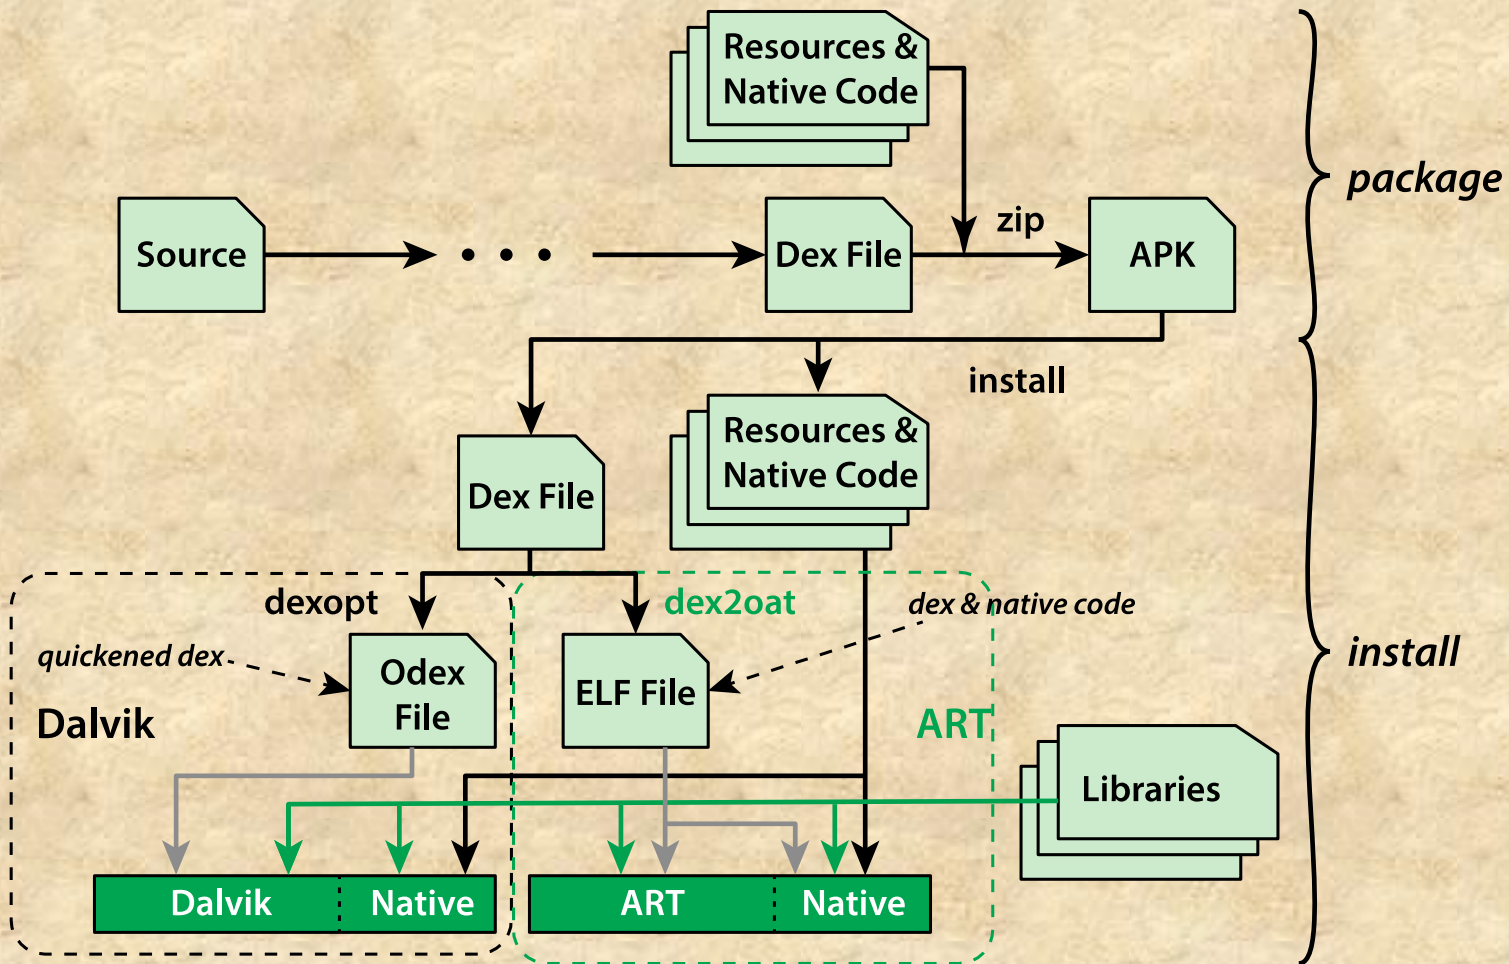 Resources &
Native Code
package
Source
• • •
Dex File
zip
APK
install
Dex File
Resources &
Native Code
dexopt
dex2oat
dex & native code
quickened dex
Odex
File
ELF File
install
Dalvik
ART
Libraries
Dalvik
Native
ART
Native